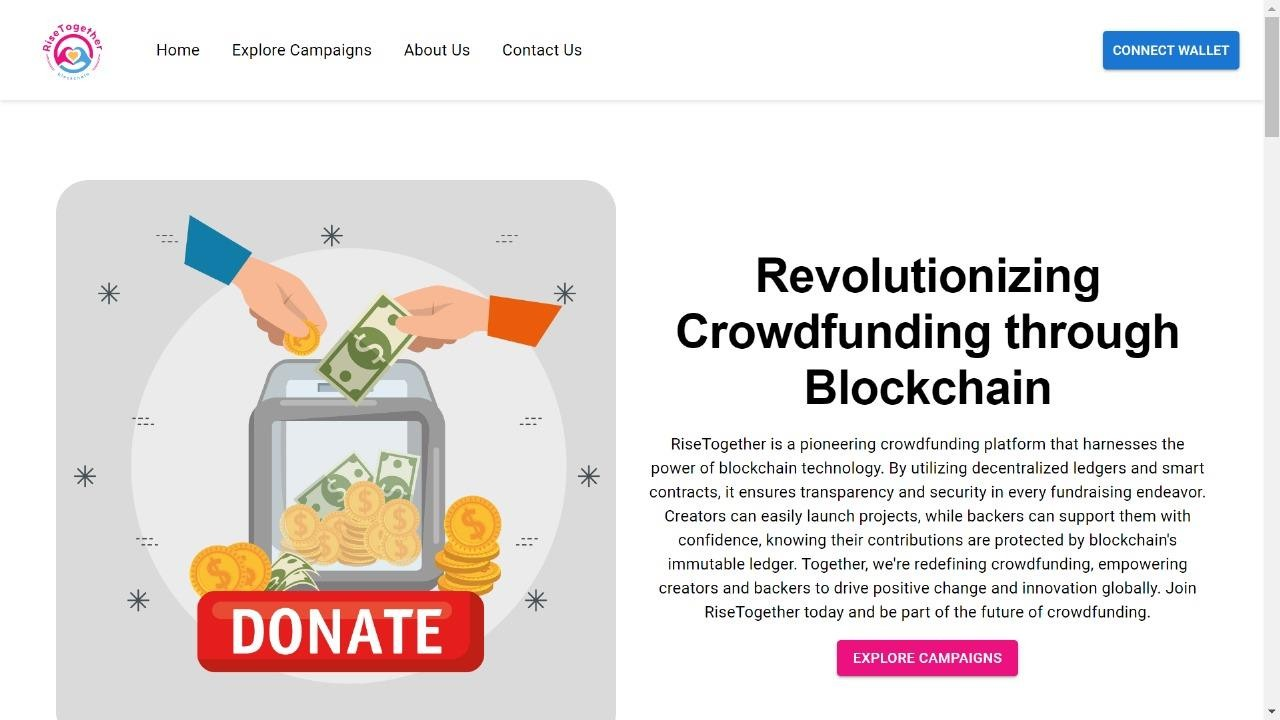 RiseTogether
blockchain
Home
Explore Campaigns
About Us
Contact Us
CONNECT WALLET
DONATE
Revolutionizing
Crowdfunding through
Blockchain
RiseTogether is a pioneering crowdfunding platform that harnesses the
power of blockchain technology. By utilizing decentralized ledgers and smart
contracts, it ensures transparency and security in every fundraising endeavor.
Creators can easily launch projects, while backers can support them with
confidence, knowing their contributions are protected by blockchain's
immutable ledger. Together, we're redefining crowdfunding, empowering
creators and backers to drive positive change and innovation globally. Join
RiseTogether today and be part of the future of crowdfunding.
EXPLORE CAMPAIGNS